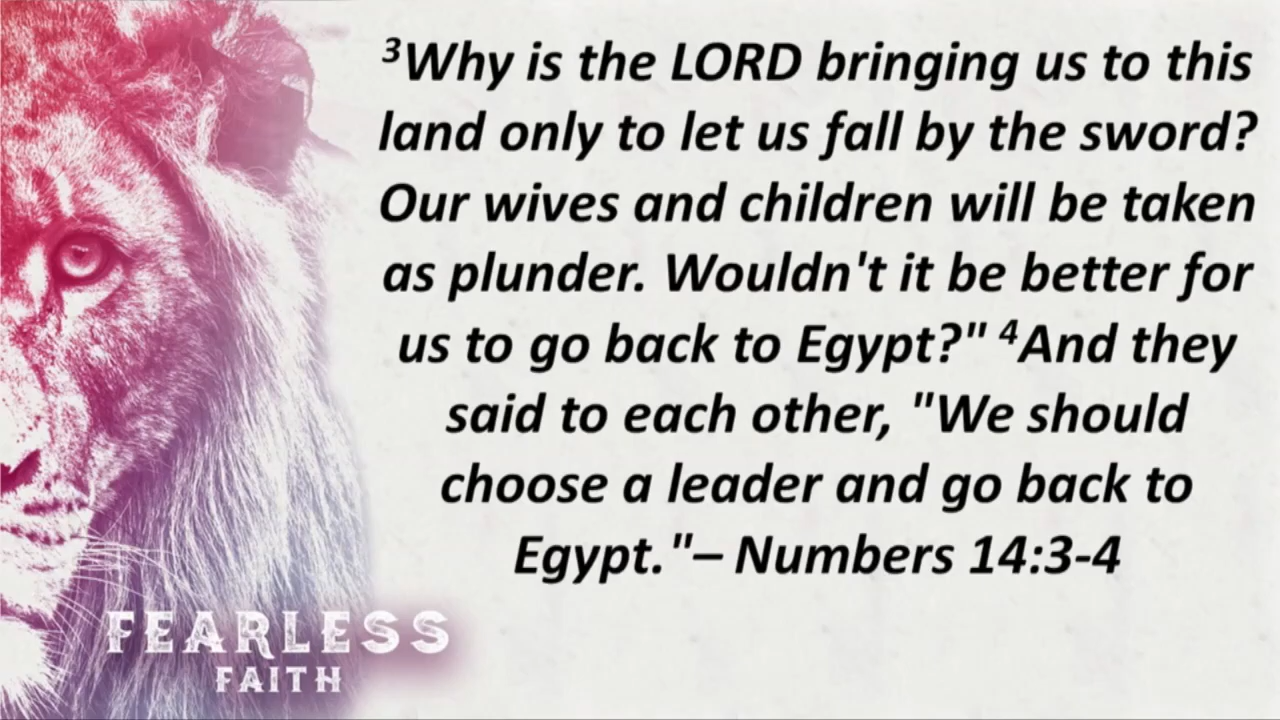 ³Why is the LORD bringing us to this
land only to let us fall by the sword?
Our wives and children will be taken
as plunder. Wouldn't it be better for
us to go back to Egypt?" ⁴And they
said to each other, "We should
choose a leader and go back to
Egypt."– Numbers 14:3-4
FEARLESS
FAITH